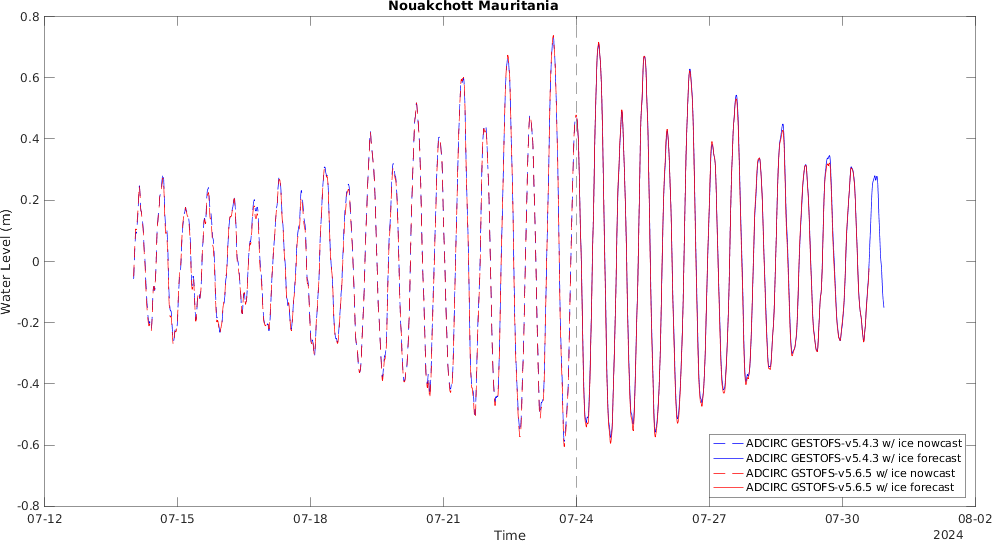 Nouakchott Mauritania
0.8
0.6
0.4
0.2
0
-0.2
-0.4
-0.6
-0.8
Water Level (m)
ADCIRC GESTOFS-v5.4.3 w/ ice nowcast
ADCIRC GESTOFS-v5.4.3 w/ ice forecast
ADCIRC GSTOFS-v5.6.5 w/ ice nowcast
ADCIRC GSTOFS-v5.6.5 w/ ice forecast
07-12 07-15 07-18 07-21 07-24 07-27 07-30 08-02
Time
2024